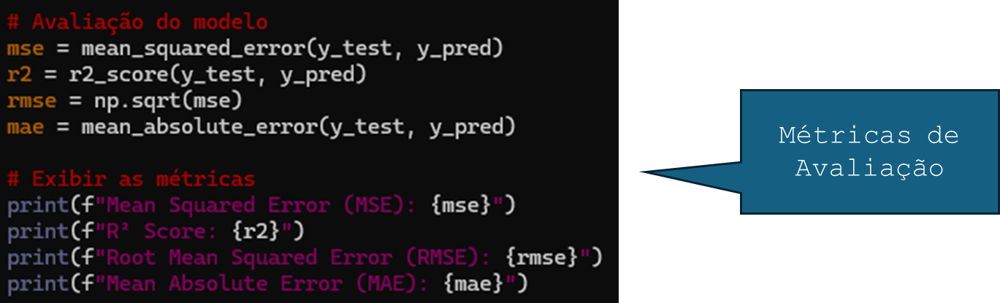 # Avaliação do modelo
mse = mean_squared_error(y_test, y_pred)
r2 = r2_score(y_test, y_pred)
rmse = np.sqrt(mse)
mae = mean_absolute_error(y_test, y_pred)
# Exibir as métricas
print(f"Mean Squared Error (MSE): {mse}")
print(f"R² Score: {r2}")
print(f"Root Mean Squared Error (RMSE): {rmse}")
print(f"Mean Absolute Error (MAE): {mae}")
Métricas de
Avaliação